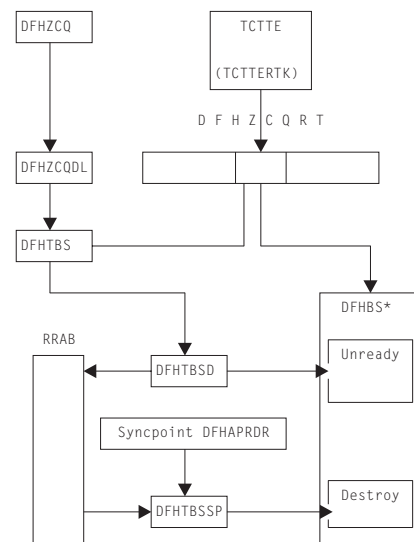 DFHZCQ
TCTTE
(TCTTERTK)
D F H Z C Q R T
DFHZCQDL
DFHTBS
DFHBS*
RRAB
Unready
DFHTBSD
Syncpoint DFHAPRDR
DFHTBSSP
Destroy